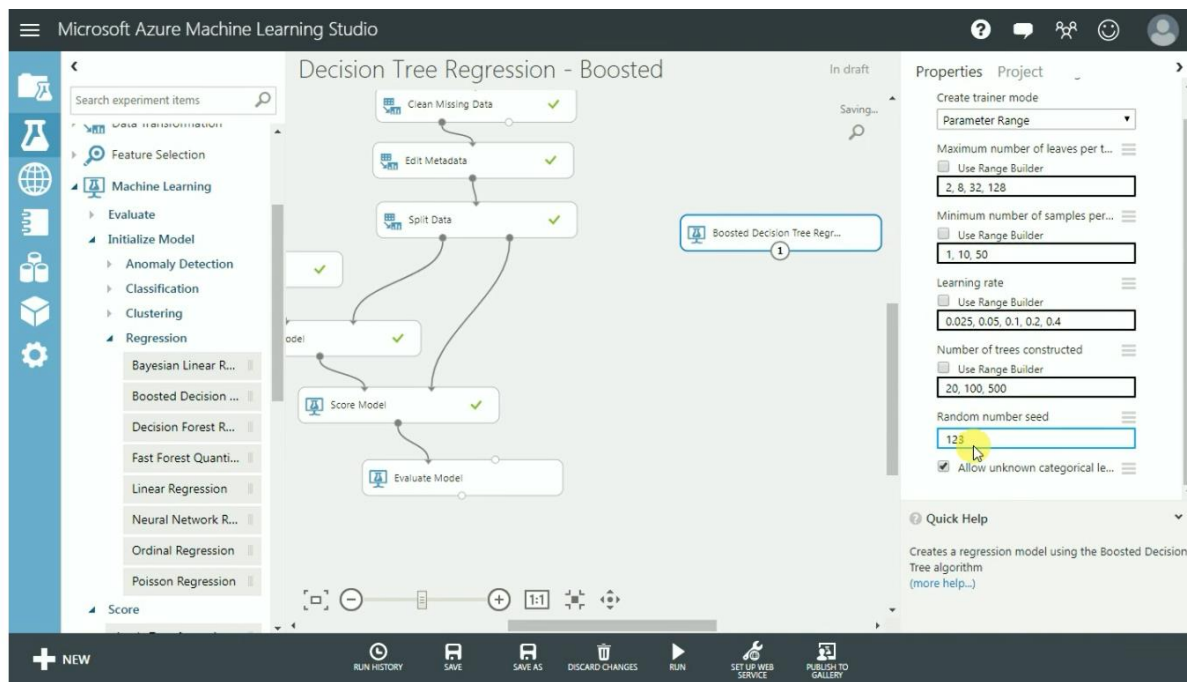 Microsoft Azure Machine Learning Studio
Search experiment items
Data Transformation
Feature Selection
Machine Learning
Evaluate
Initialize Model
Anomaly Detection
Classification
Clustering
Regression
Bayesian Linear R...
Boosted Decision ...
Decision Forest R...
Fast Forest Quanti...
Linear Regression
Neural Network R...
Ordinal Regression
Poisson Regression
Score
Decision Tree Regression - Boosted
In draft
Saving...
Clean Missing Data
Edit Metadata
Split Data
Boosted Decision Tree Regr...
1
odel
Score Model
Evaluate Model
1:1
Properties Project
Create trainer mode
Parameter Range
Maximum number of leaves per t...
Use Range Builder
2, 8, 32, 128
Minimum number of samples per...
Use Range Builder
1, 10, 50
Learning rate
Use Range Builder
0.025, 0.05, 0.1, 0.2, 0.4
Number of trees constructed
Use Range Builder
20, 100, 500
Random number seed
123
Allow unknown categorical le...
Quick Help
Creates a regression model using the Boosted Decision
Tree algorithm
(more help...)
NEW
RUN HISTORY
SAVE
SAVE AS
DISCARD CHANGES
RUN
SET UP WEB
SERVICE
PUBLISH TO
GALLERY